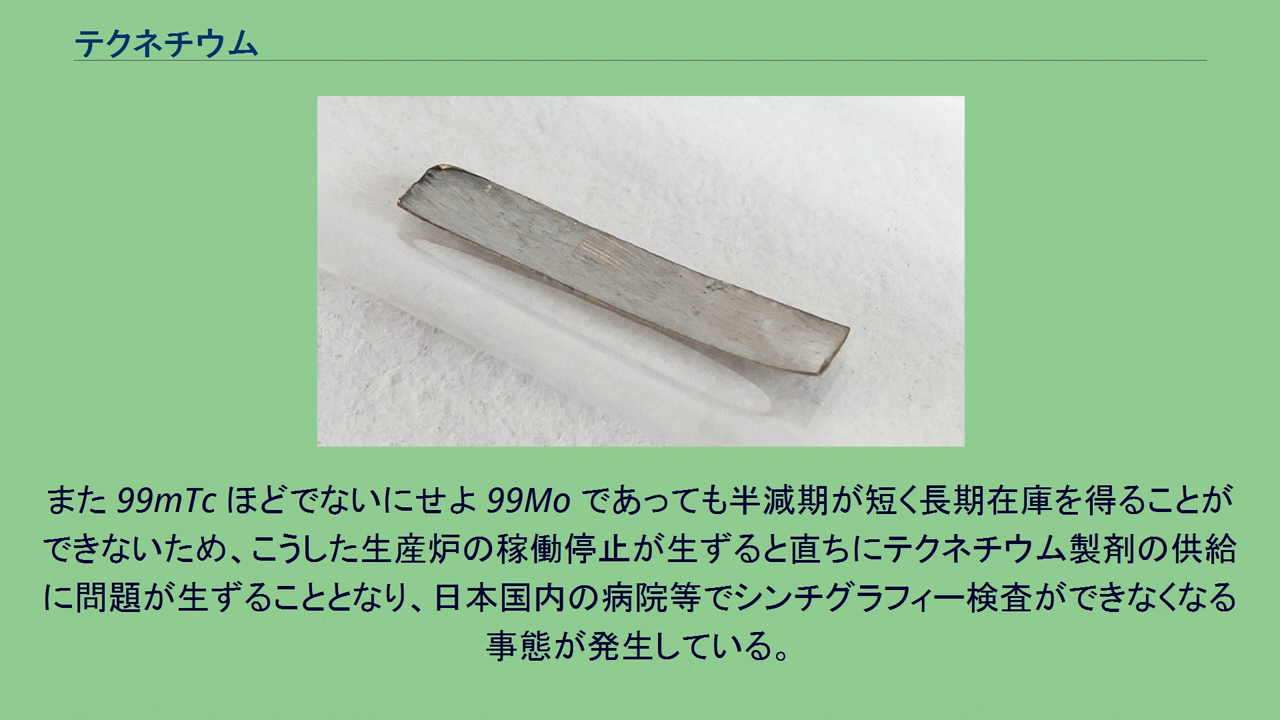 テクネチウム
また 99mTc ほどでないにせよ 99Mo であっても半減期が短く長期在庫を得ることが
できないため、こうした生産炉の稼働停止が生ずると直ちにテクネチウム製剤の供給
に問題が生ずることとなり、日本国内の病院等でシンチグラフィー検査ができなくなる
事態が発生している。